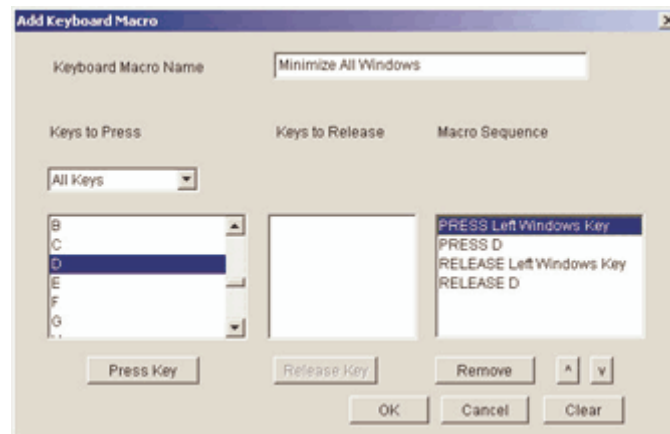 Add Keyboard Macro
Keyboard Macro Name
Minimize All Windows
Keys to Press
Keys to Release
Macro Sequence
All Keys
B
C
D
E
F
G
PRESS Left Windows Key
PRESS D
RELEASE Left Windows Key
RELEASE D
Press Key
Release Key
Remove
^
v
OK
Cancel
Clear